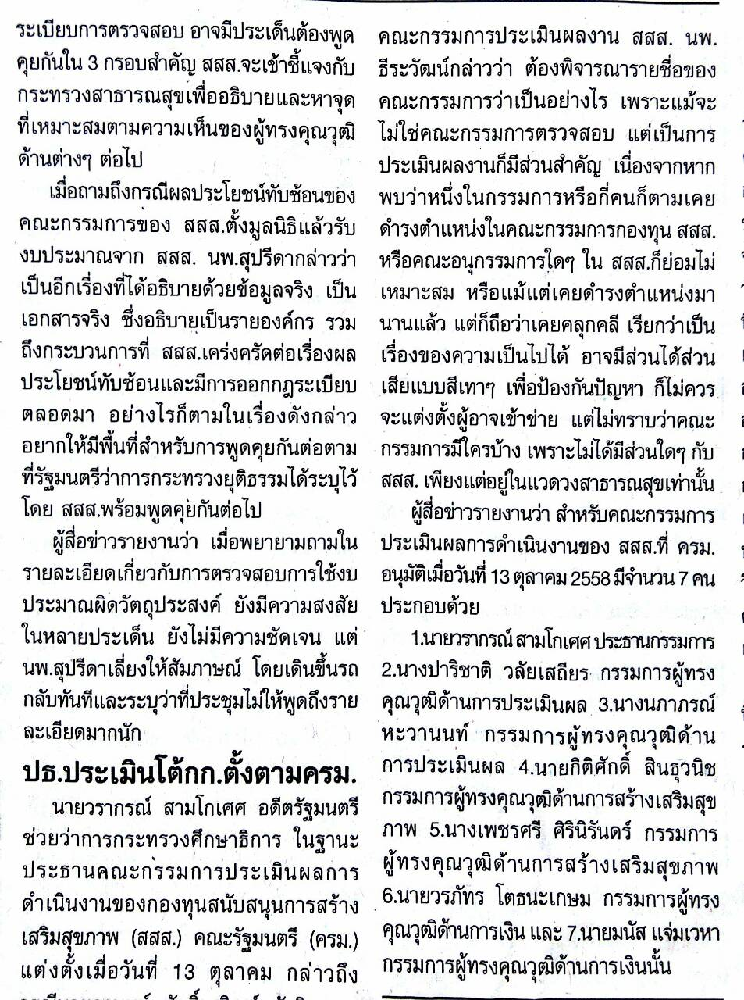 ระเบียบการตรวจสอบ อาจมีประเด็นต้องพูด
คุยกันใน 3 กรอบสำคัญ สสส.จะเข้าชี้แจงกับ
กระทรวงสาธารณสุขเพื่ออธิบายและหาจุด
ที่เหมาะสมตามความเห็นของผู้ทรงคุณวุฒิ
ด้านต่างๆ ต่อไป
เมื่อถามถึงกรณีผลประโยชน์ทับซ้อนของ
คณะกรรมการของ สสส.ตั้งมูลนิธิแล้วรับ
งบประมาณจาก สสส. นพ.สุปรีดากล่าวว่า
เป็นอีกเรื่องที่ได้อธิบายด้วยข้อมูลจริง เป็น
เอกสารจริง ซึ่งอธิบายเป็นรายองค์กร รวม
ถึงกระบวนการที่ สสส.เคร่งครัดต่อเรื่องผล
ประโยชน์ทับซ้อนและมีการออกกฎระเบียบ
ตลอดมา อย่างไรก็ตามในเรื่องดังกล่าว
อยากให้มีพื้นที่สำหรับการพูดคุยกันต่อตาม
ที่รัฐมนตรีว่าการกระทรวงยุติธรรมได้ระบุไว้
โดย สสส.พร้อมพูดคุยกันต่อไป
ผู้สื่อข่าวรายงานว่า เมื่อพยายามถามใน
รายละเอียดเกี่ยวกับการตรวจสอบการใช้งบ
ประมาณผิดวัตถุประสงค์ ยังมีความสงสัย
ในหลายประเด็น ยังไม่มีความชัดเจน แต่
นพ.สุปรีดาเลี่ยงให้สัมภาษณ์ โดยเดินขึ้นรถ
กลับทันทีและระบุว่าที่ประชุมไม่ให้พูดถึงราย
ละเอียดมากนัก
ปธ.ประเมินโต้กก.ตั้งตามครม.
นายวรากรณ์ สามโกเศศ อดีตรัฐมนตรี
ช่วยว่าการกระทรวงศึกษาธิการ ในฐานะ
ประธานคณะกรรมการประเมินผลการ
ดำเนินงานของกองทุนสนับสนุนการสร้าง
เสริมสุขภาพ (สสส.) คณะรัฐมนตรี (ครม.)
แต่งตั้งเมื่อวันที่ 13 ตุลาคม กล่าวถึง
คณะกรรมการประเมินผลงาน สสส. นพ.
ธีระวัฒน์กล่าวว่า ต้องพิจารณารายชื่อของ
คณะกรรมการว่าเป็นอย่างไร เพราะแม้จะ
ไม่ใช่คณะกรรมการตรวจสอบ แต่เป็นการ
ประเมินผลงานก็มีส่วนสำคัญ เนื่องจากหาก
พบว่าหนึ่งในกรรมการหรือกี่คนก็ตามเคย
ดำรงตำแหน่งในคณะกรรมการกองทุน สสส.
หรือคณะอนุกรรมการใดๆ ใน สสส.ก็ย่อมไม่
เหมาะสม หรือแม้แต่เคยดำรงตำแหน่งมา
นานแล้ว แต่ก็ถือว่าเคยคลุกคลี เรียกว่าเป็น
เรื่องของความเป็นไปได้ อาจมีส่วนได้ส่วน
เสียแบบสีเทาๆ เพื่อป้องกันปัญหา ก็ไม่ควร
จะแต่งตั้งผู้อาจเข้าข่าย แต่ไม่ทราบว่าคณะ
กรรมการมีใครบ้าง เพราะไม่ได้มีส่วนใดๆ กับ
สสส. เพียงแต่อยู่ในแวดวงสาธารณสุขเท่านั้น
ผู้สื่อข่าวรายงานว่า สำหรับคณะกรรมการ
ประเมินผลการดำเนินงานของ สสส.ที่ ครม.
อนุมัติเมื่อวันที่ 13 ตุลาคม 2558 มีจำนวน 7 คน
ประกอบด้วย
1.นายวรากรณ์ สามโกเศศ ประธานกรรมการ
2.นางปาริชาติ วลัยเสถียร กรรมการผู้ทรง
คุณวุฒิด้านการประเมินผล 3.นางนภาภรณ์
หะวานนท์ กรรมการผู้ทรงคุณวุฒิด้าน
การประเมินผล 4.นายกิติศักดิ์ สินธุวนิช
กรรมการผู้ทรงคุณวุฒิด้านการสร้างเสริมสุข
ภาพ 5.นางเพชรศรี ศิรินิรันดร์ กรรมการ
ผู้ทรงคุณวุฒิด้านการสร้างเสริมสุขภาพ
6.นายวรภัทร โตธนะเกษม กรรมการผู้ทรง
คุณวุฒิด้านการเงิน และ 7.นายมนัส แจ่มเวหา
กรรมการผู้ทรงคุณวุฒิด้านการเงินนั้น